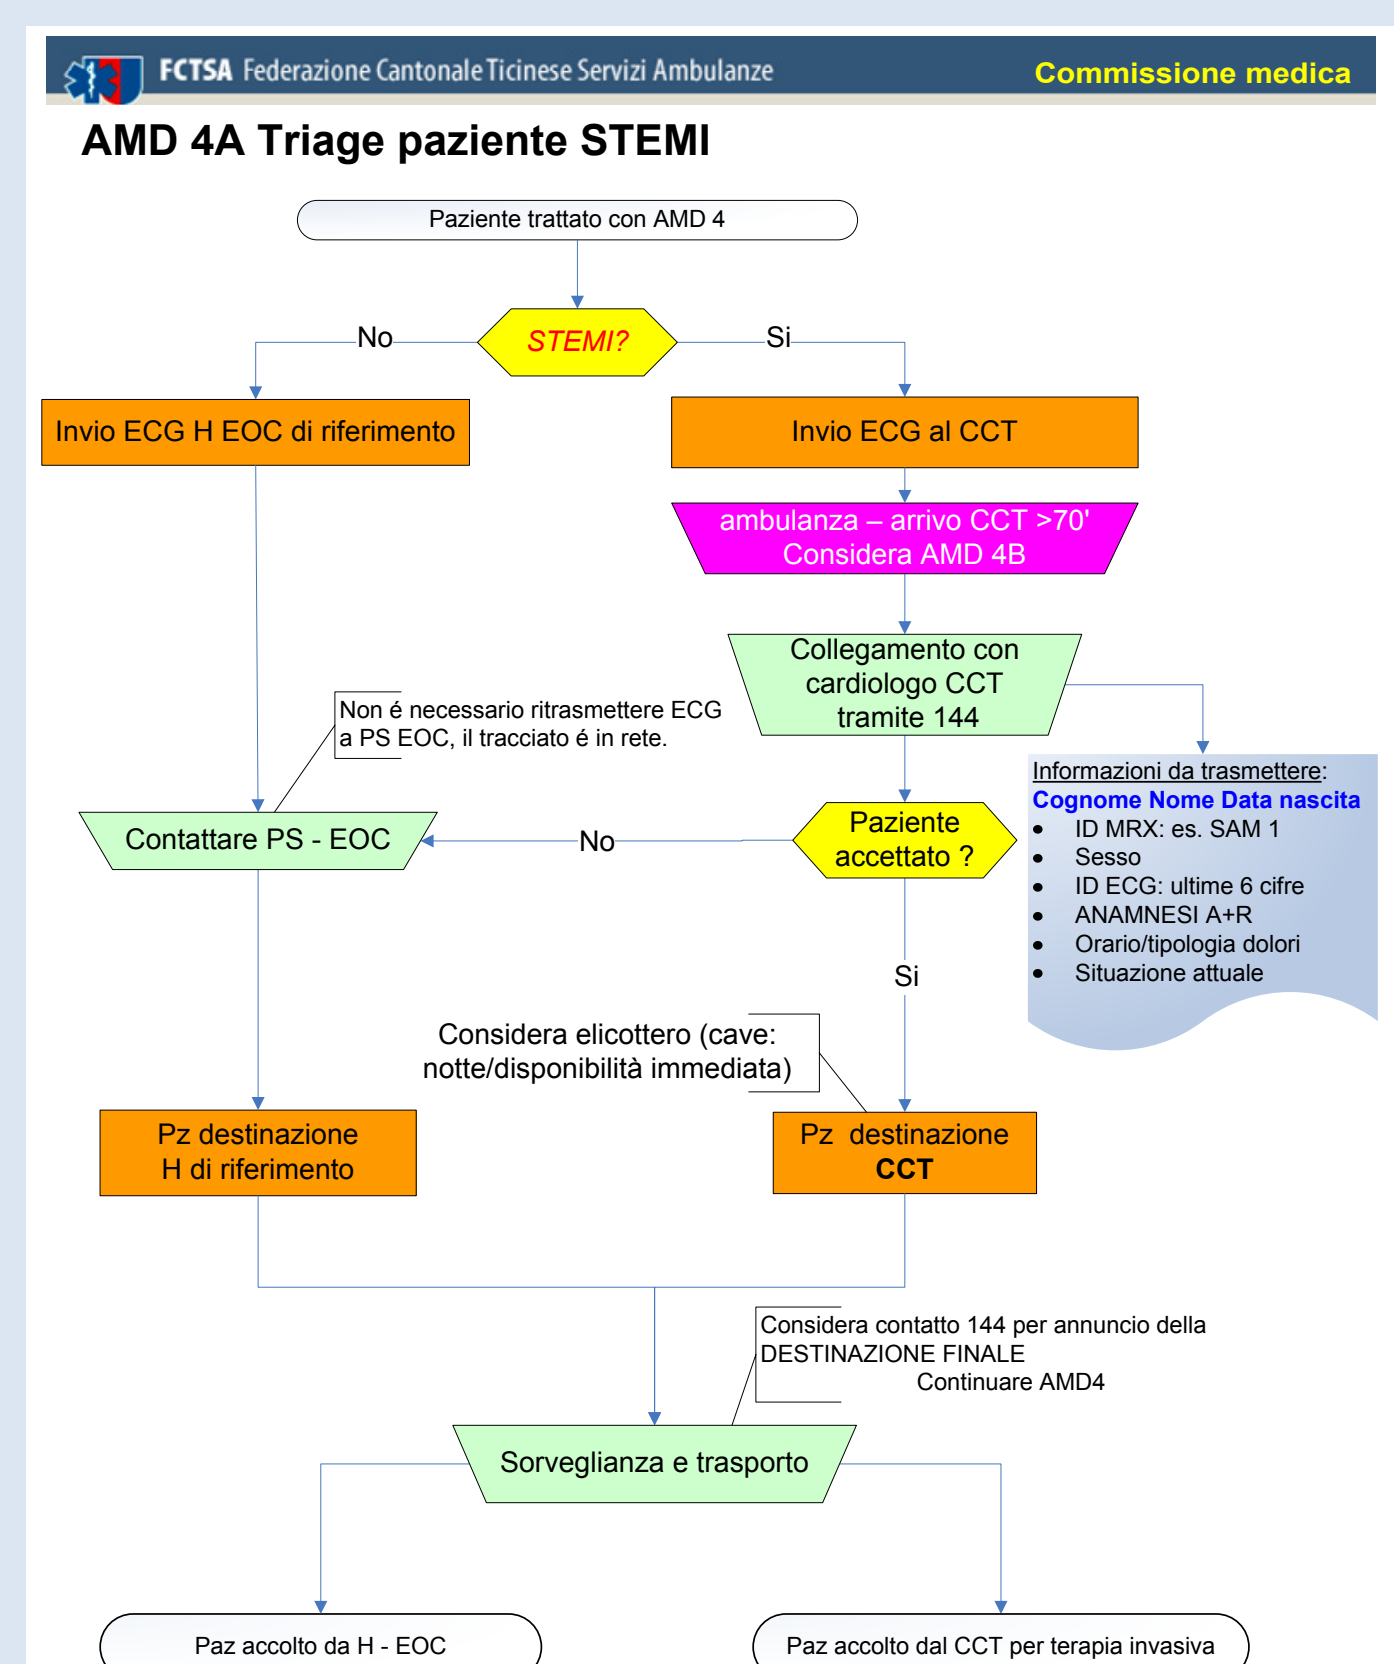 FCTSA Federazione Cantonale Ticinese Servizi Ambulanze
Commissione medica
AMD 4A Triage paziente STEMI
Paziente trattato con AMD 4
STEMI?
No
Si
Invio ECG H EOC di riferimento
Invio ECG al CCT
ambulanza – arrivo CCT >70'
Considera AMD 4B
Collegamento con
cardiologo CCT
tramite 144
Non é necessario ritrasmettere ECG
a PS EOC, il tracciato é in rete.
Informazioni da trasmettere:
Cognome Nome Data nascita
• ID MRX: es. SAM 1
• Sesso
• ID ECG: ultime 6 cifre
• ANAMNESI A+R
• Orario/tipologia dolori
• Situazione attuale
Contattare PS - EOC
No
Paziente
accettato ?
Si
Considera elicottero (cave:
notte/disponibilità immediata)
Pz destinazione
H di riferimento
Pz destinazione
CCT
Considera contatto 144 per annuncio della
DESTINAZIONE FINALE
Continuare AMD4
Sorveglianza e trasporto
Paz accolto da H - EOC
Paz accolto dal CCT per terapia invasiva